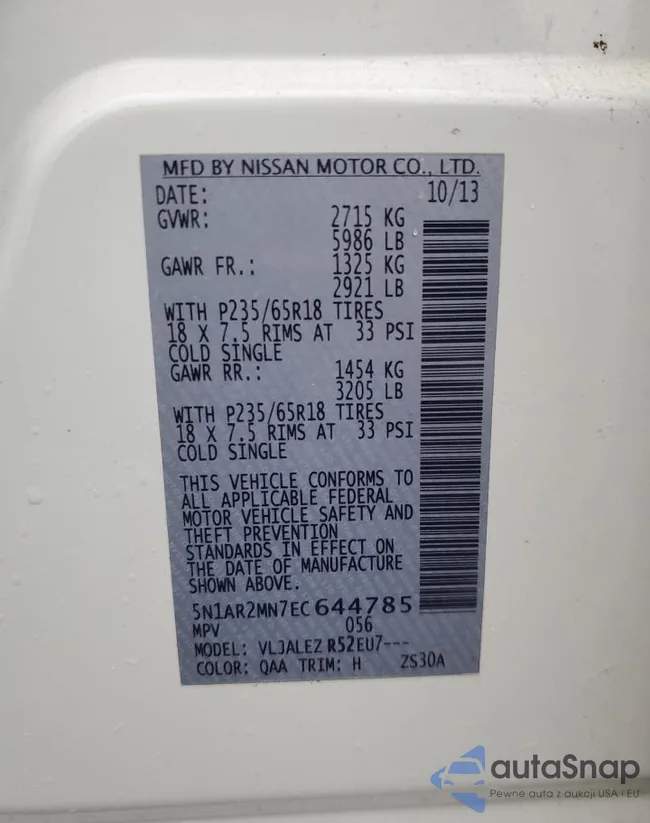 MFD BY NISSAN MOTOR CO., LTD.
DATE: 10/13
GVWR: 2715 KG
5986 LB
GAWR FR.: 1325 KG
2921 LB
WITH P235/65R18 TIRES
18 X 7.5 RIMS AT 33 PSI
COLD SINGLE
GAWR RR.: 1454 KG
3205 LB
WITH P235/65R18 TIRES
18 X 7.5 RIMS AT 33 PSI
COLD SINGLE
THIS VEHICLE CONFORMS TO
ALL APPLICABLE FEDERAL
MOTOR VEHICLE SAFETY AND
THEFT PREVENTION
STANDARDS IN EFFECT ON
THE DATE OF MANUFACTURE
SHOWN ABOVE.
5N1AR2MN7EC644785
MPV 056
MODEL: VLJALEZ R52EU7---
COLOR: QAA TRIM: H ZS30A
autaSnap
Pewne auta z aukcji USA i EU